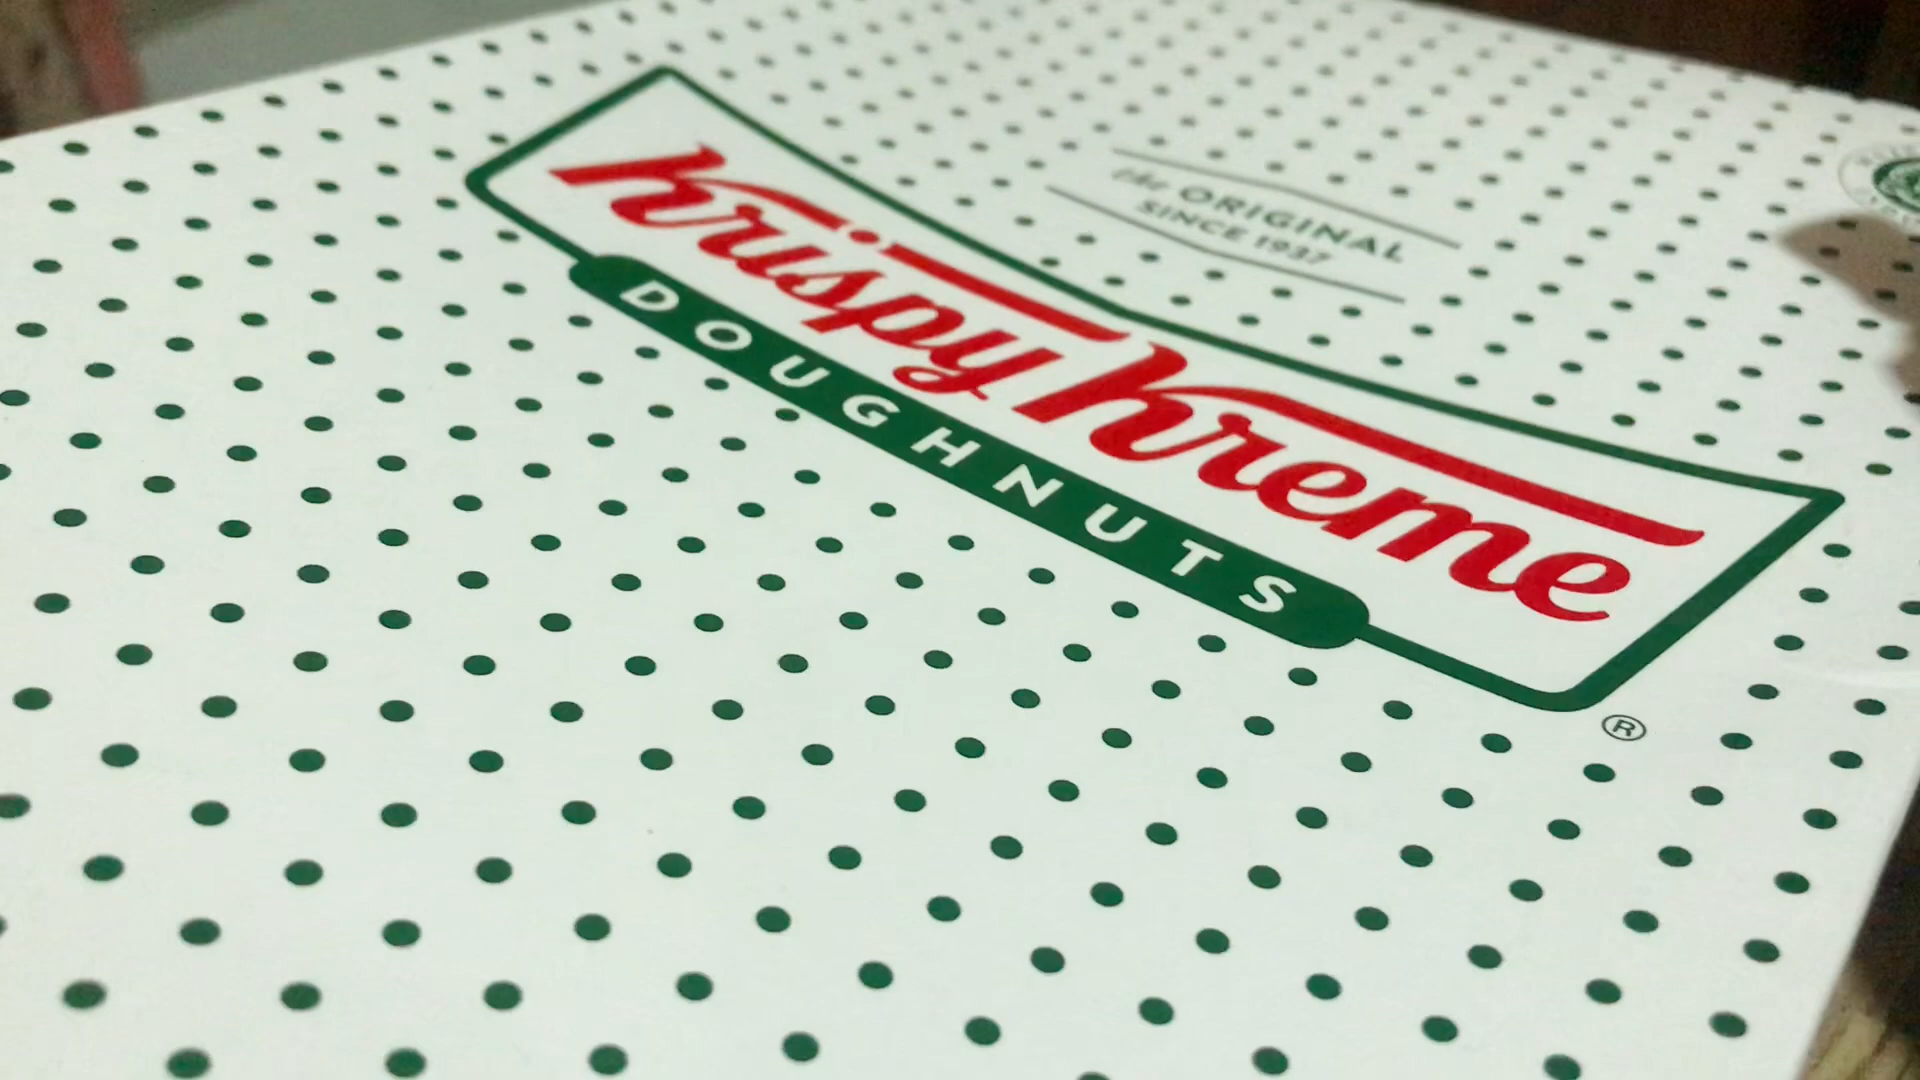 the ORIGINAL
SINCE 1937
Krispy Kreme
DOUGHNUTS
®